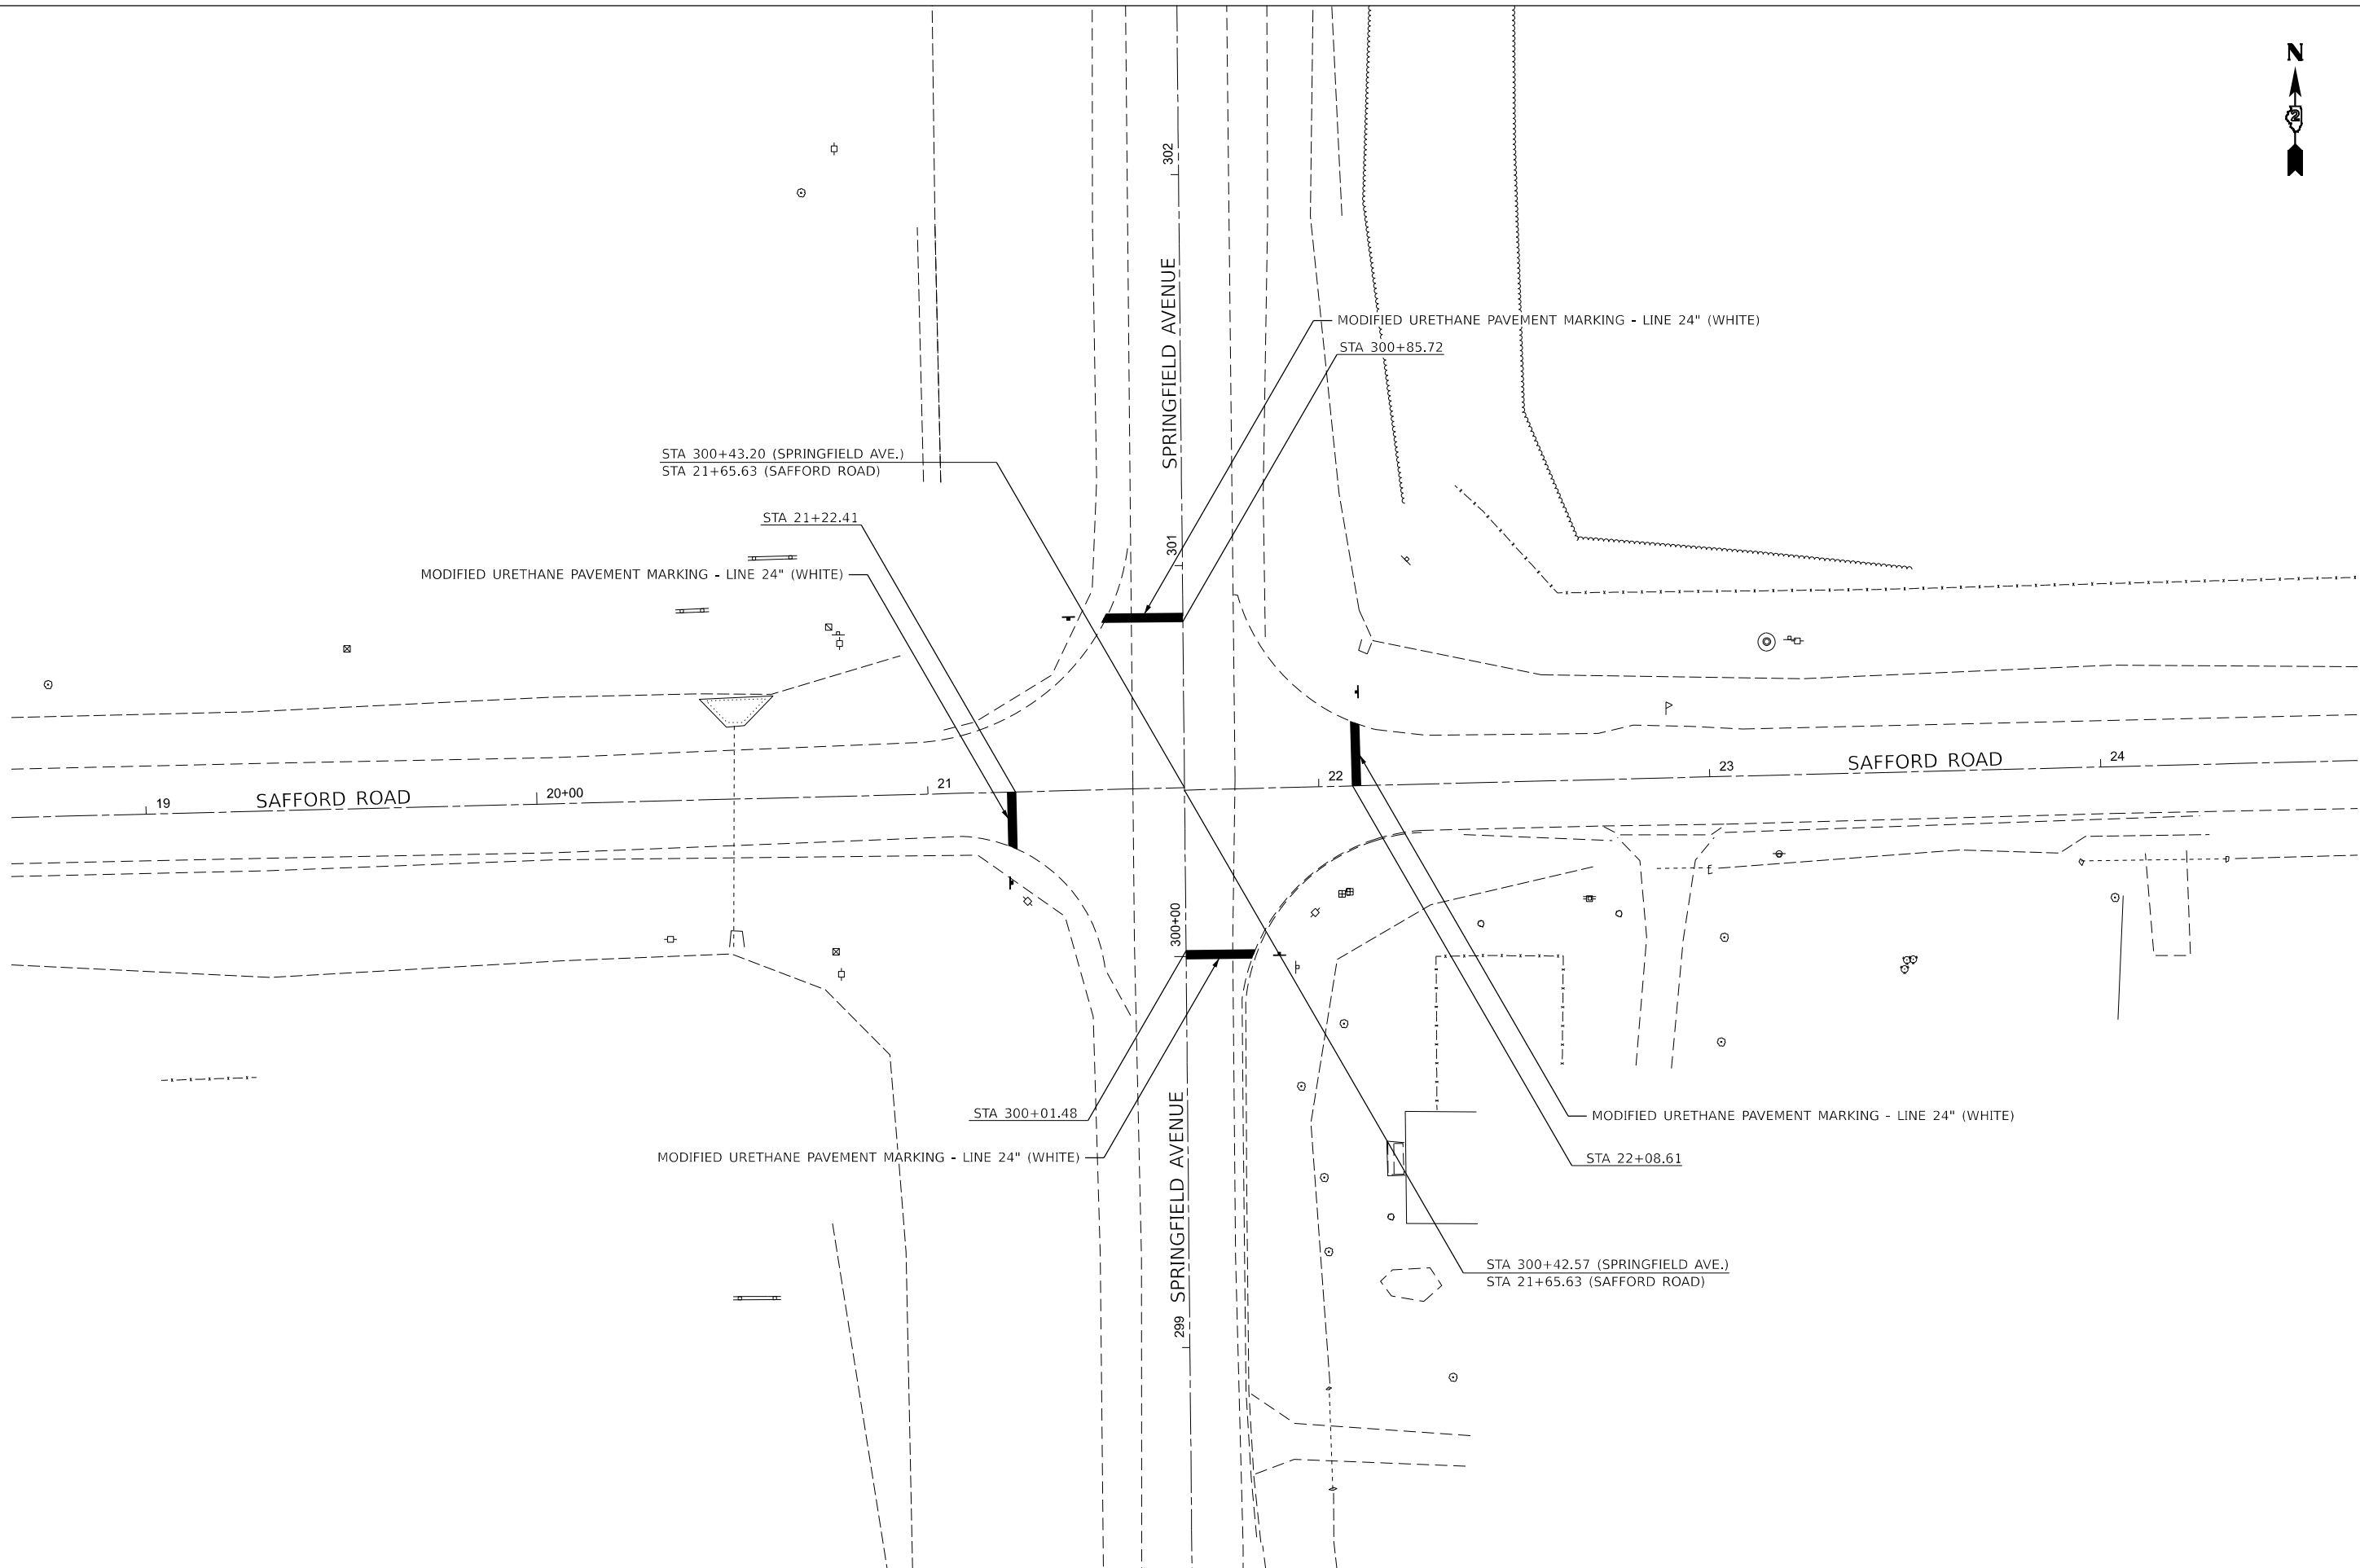 N
2
302
SPRINGFIELD AVENUE
MODIFIED URETHANE PAVEMENT MARKING - LINE 24" (WHITE)
STA 300+85.72
STA 300+43.20 (SPRINGFIELD AVE.)
STA 21+65.63 (SAFFORD ROAD)
STA 21+22.41
301
MODIFIED URETHANE PAVEMENT MARKING - LINE 24" (WHITE)
19
SAFFORD ROAD
20+00
21
22
23
SAFFORD ROAD
24
300+00
STA 300+01.48
MODIFIED URETHANE PAVEMENT MARKING - LINE 24" (WHITE)
SPRINGFIELD AVENUE
299
MODIFIED URETHANE PAVEMENT MARKING - LINE 24" (WHITE)
STA 22+08.61
STA 300+42.57 (SPRINGFIELD AVE.)
STA 21+65.63 (SAFFORD ROAD)